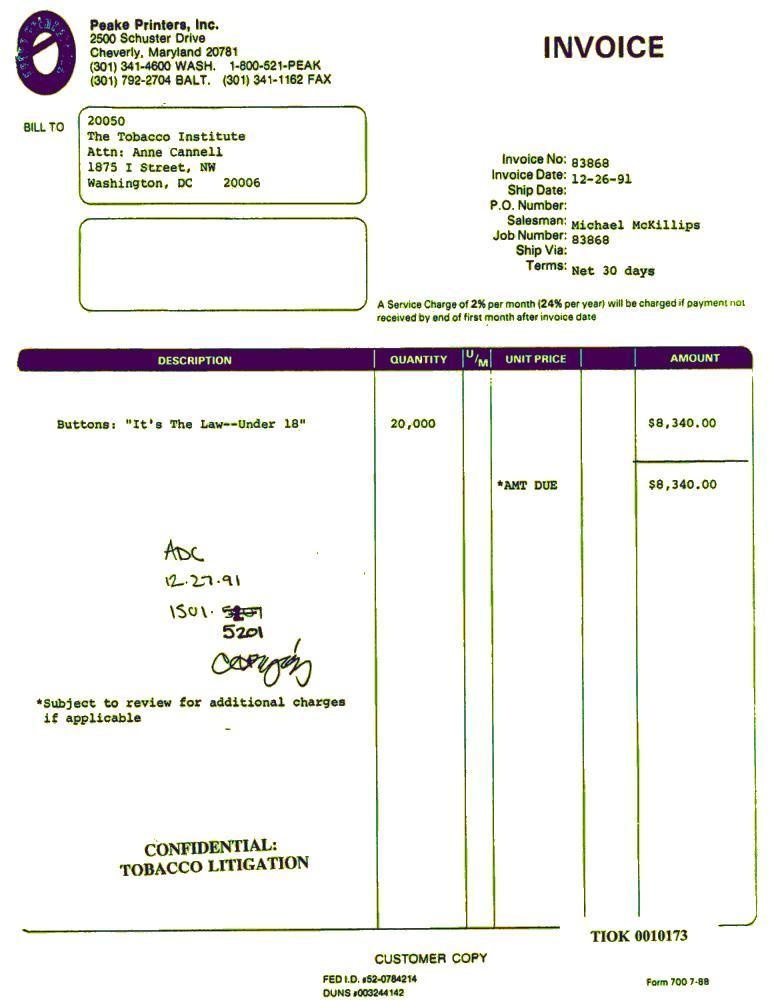 Peake Printers, Inc.
2500 Schuster Drive
Cheverly, Maryland 20781
(301) 341-4600 WASH. 1-800-521-PEAK
(301) 792-2704 BALT. (301) 341-1162 FAX
INVOICE
BILL TO
20050
The Tobacco Institute
Attn: Anne Cannell
1875 I Street, NW
Washington, DC 20006
Invoice No: 83868
Invoice Date: 12-26-91
Ship Date:
P.O. Number:
Salesman: Michael McKillips
Job Number: 83868
Ship Via:
Terms: Net 30 days
A Service Charge of 2% per month (24% per year) will be charged if payment not
received by end of first month after invoice date
DESCRIPTION QUANTITY U/M UNIT PRICE AMOUNT
Buttons: "It's The Law--Under 18" 20,000 $8,340.00
*AMT DUE $8,340.00
ADC
12.27.91
1501.
5201
*Subject to review for additional charges
if applicable
CONFIDENTIAL:
TOBACCO LITIGATION
TIOK 0010173
CUSTOMER COPY
FED I.D. #52-0784214
DUNS #003244142
Form 700 7-88